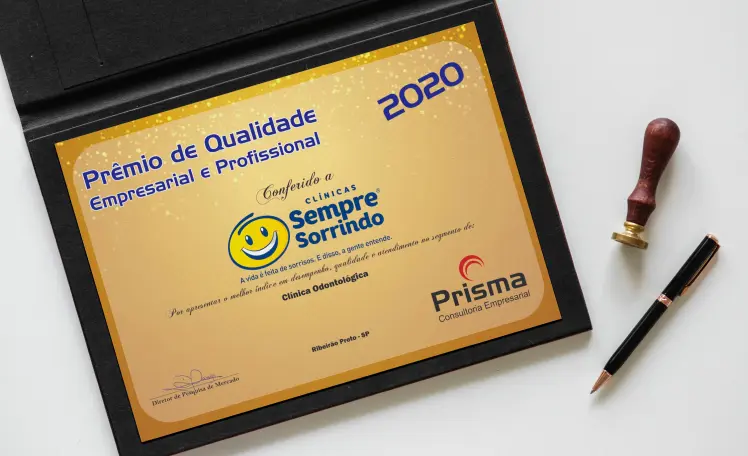 Prêmio de Qualidade
Empresarial e Profissional
2020
Conferido a
CLÍNICAS
Sempre®
Sorrindo
A vida é feita de sorrisos. E disso, a gente entende.
Por apresentar o melhor índice em desempenho, qualidade e atendimento no segmento de:
Clínica Odontológica
Prisma
Consultoria Empresarial
Ribeirão Preto - SP
Diretor de Pesquisa de Mercado